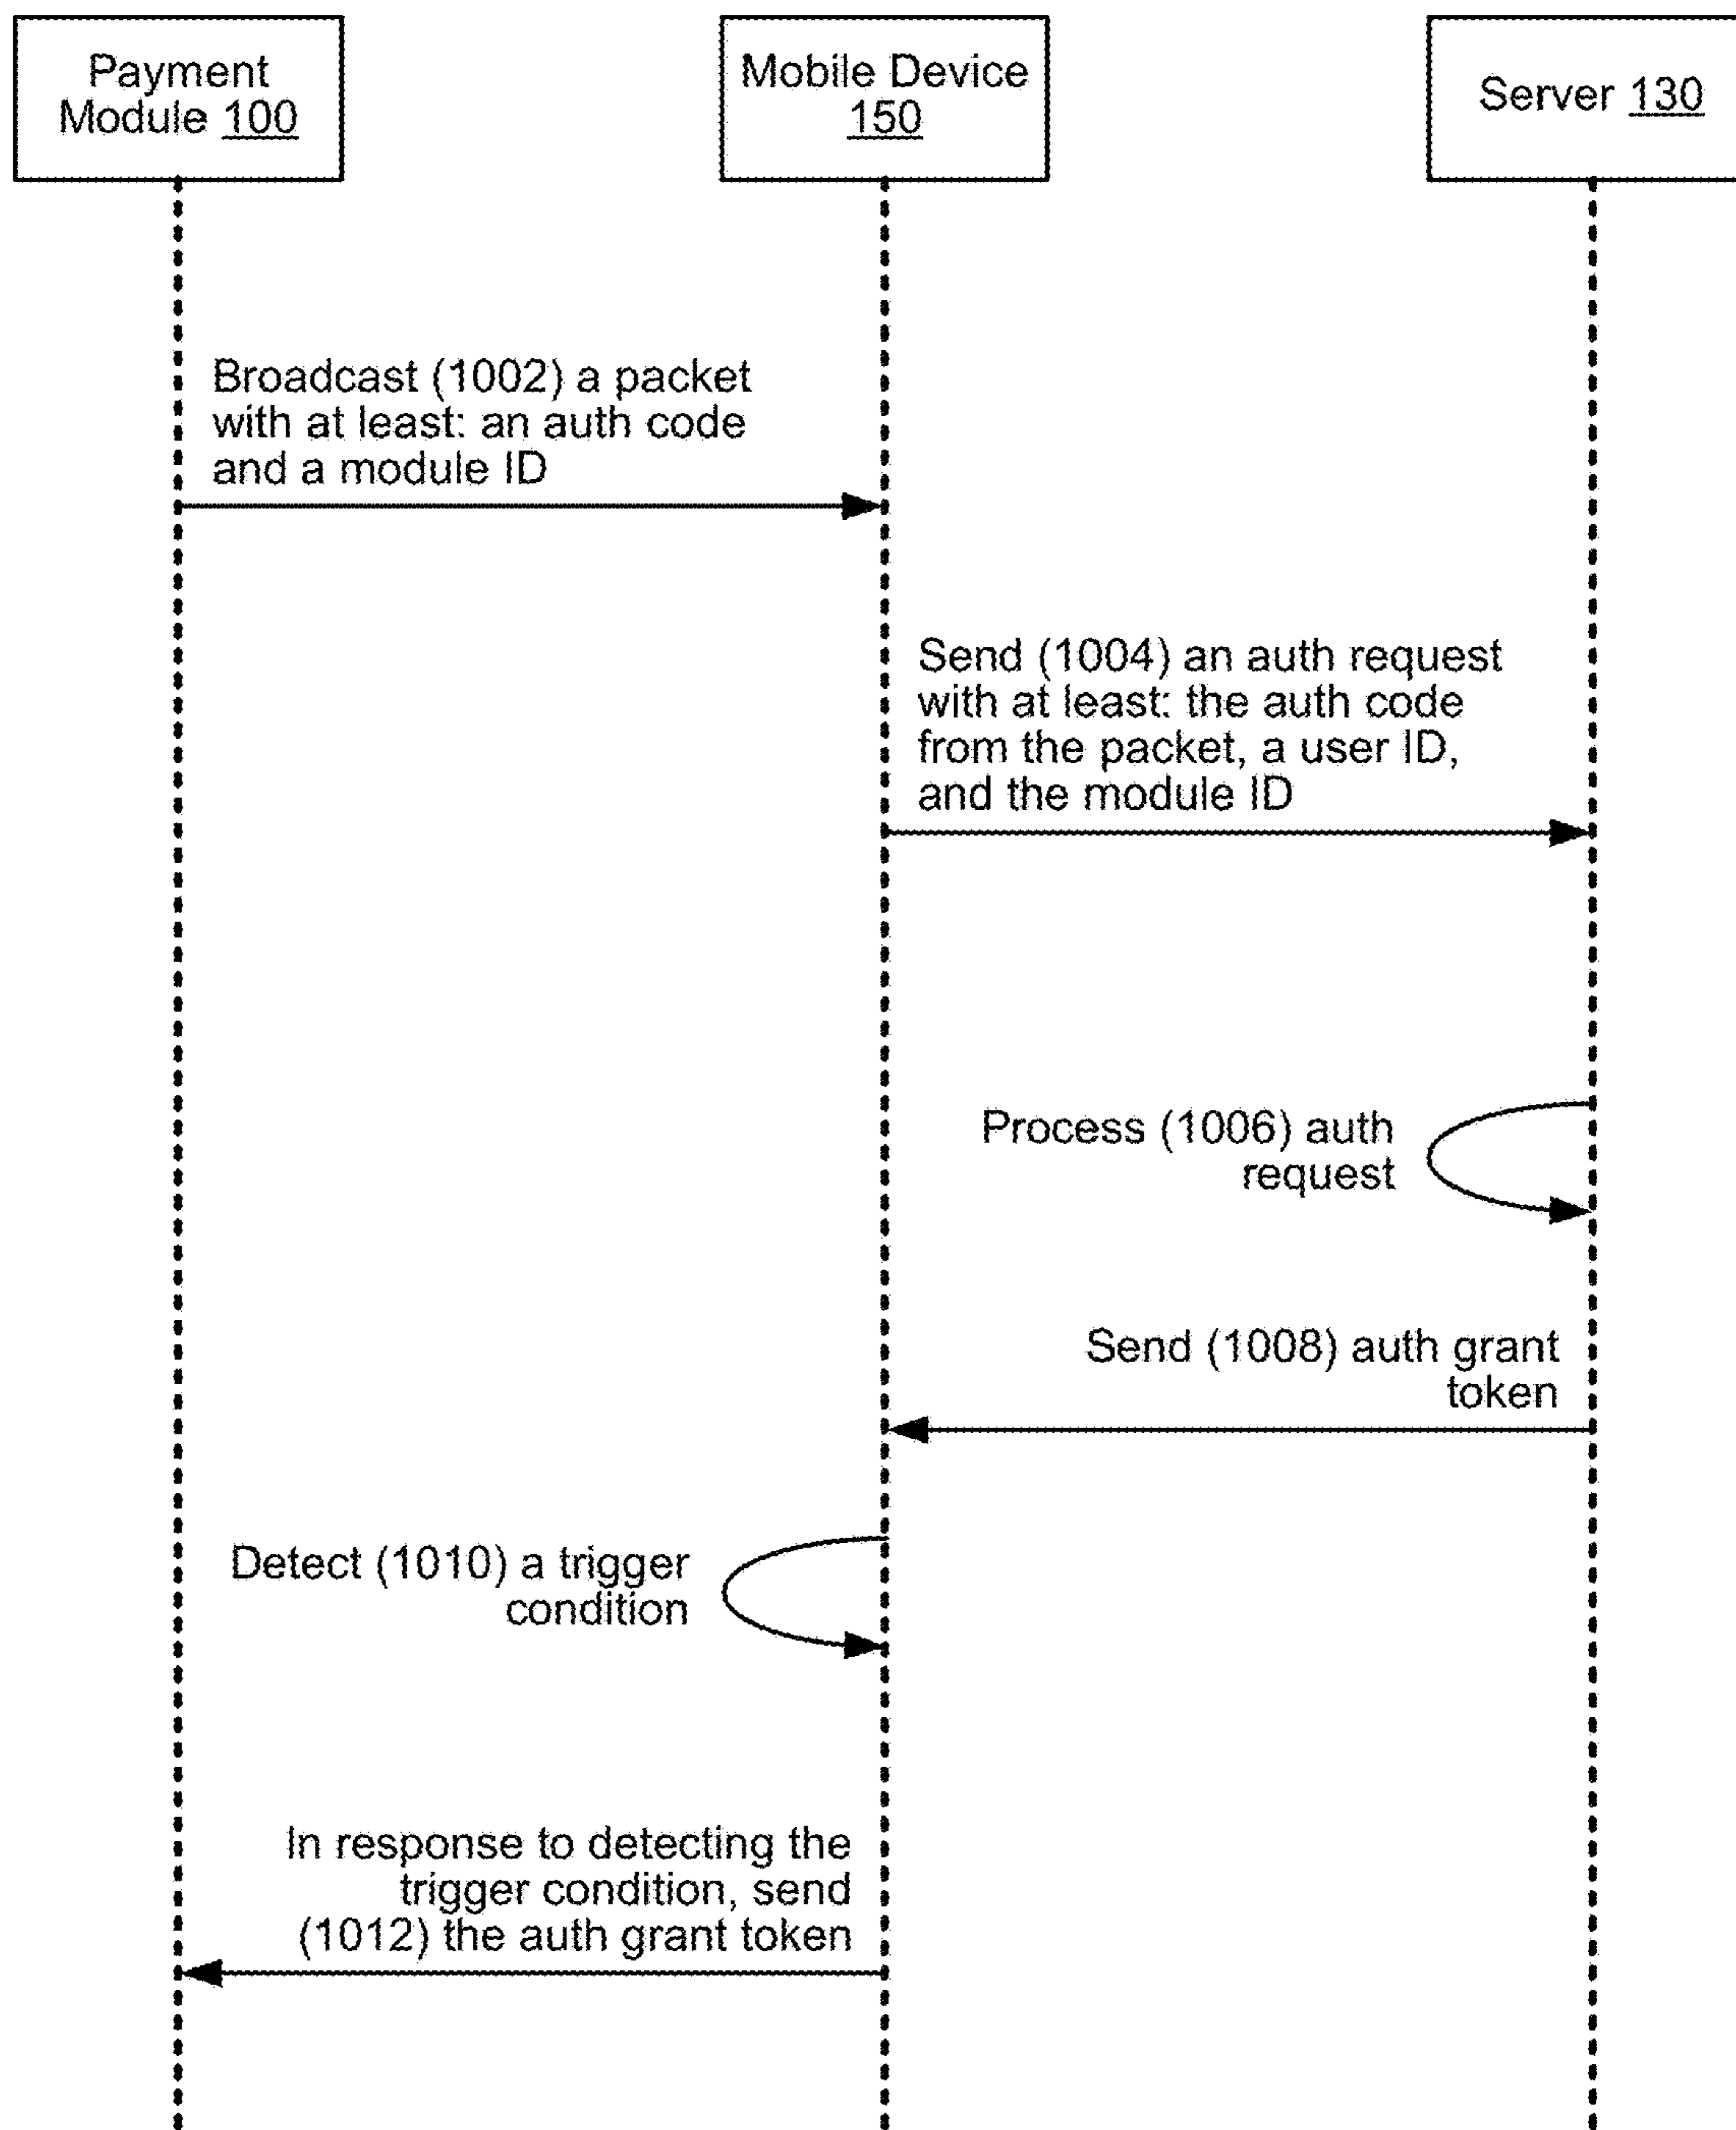 Payment
Module 100
Mobile Device
150
Server 130
Broadcast (1002) a packet
with at least: an auth code
and a module ID
Send (1004) an auth request
with at least: the auth code
from the packet, a user ID,
and the module ID
Process (1006) auth
request
Send (1008) auth grant
token
Detect (1010) a trigger
condition
In response to detecting the
trigger condition, send
(1012) the auth grant token